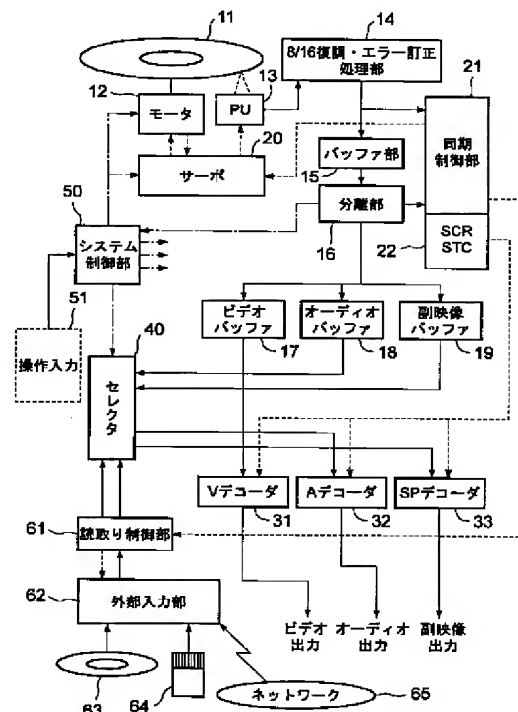 11
14
8/16復調・エラー訂正
処理部
21
12
13
モータ
PU
20
同期
制御部
サーボ
バッファ部
15
50
分離部
16
システム
制御部
22
SCR
STC
51
40
ビデオ
バッファ
オーディオ
バッファ
副映像
バッファ
17
18
19
操作入力
セレクタ
Vデコーダ
Aデコーダ
SPデコーダ
31
32
33
61
読取り制御部
62
外部入力部
ビデオ
出力
オーディオ
出力
副映像
出力
63
64
ネットワーク
65